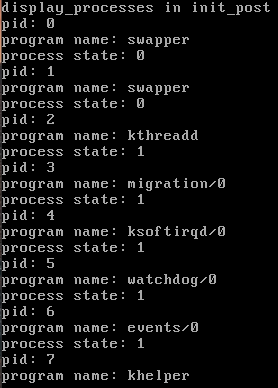 display_processes in init_post
pid: 0
program name: swapper
process state: 0
pid: 1
program name: swapper
process state: 0
pid: 2
program name: kthreadd
process state: 1
pid: 3
program name: migration/0
process state: 1
pid: 4
program name: ksoftirqd/0
process state: 1
pid: 5
program name: watchdog/0
process state: 1
pid: 6
program name: events/0
process state: 1
pid: 7
program name: khelper